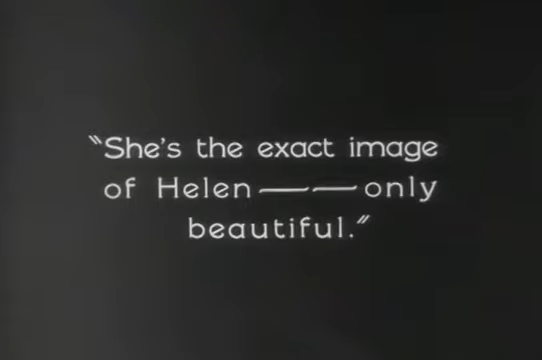 "She's the exact image
of Helen——only
beautiful."